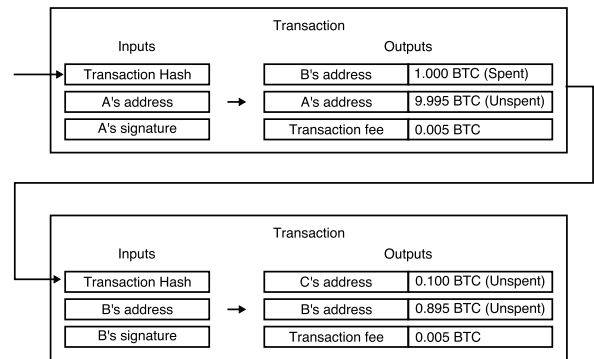 Transaction
Inputs Outputs
Transaction Hash B's address 1.000 BTC (Spent)
A's address A's address 9.995 BTC (Unspent)
A's signature Transaction fee 0.005 BTC
Transaction
Inputs Outputs
Transaction Hash C's address 0.100 BTC (Unspent)
B's address B's address 0.895 BTC (Unspent)
B's signature Transaction fee 0.005 BTC